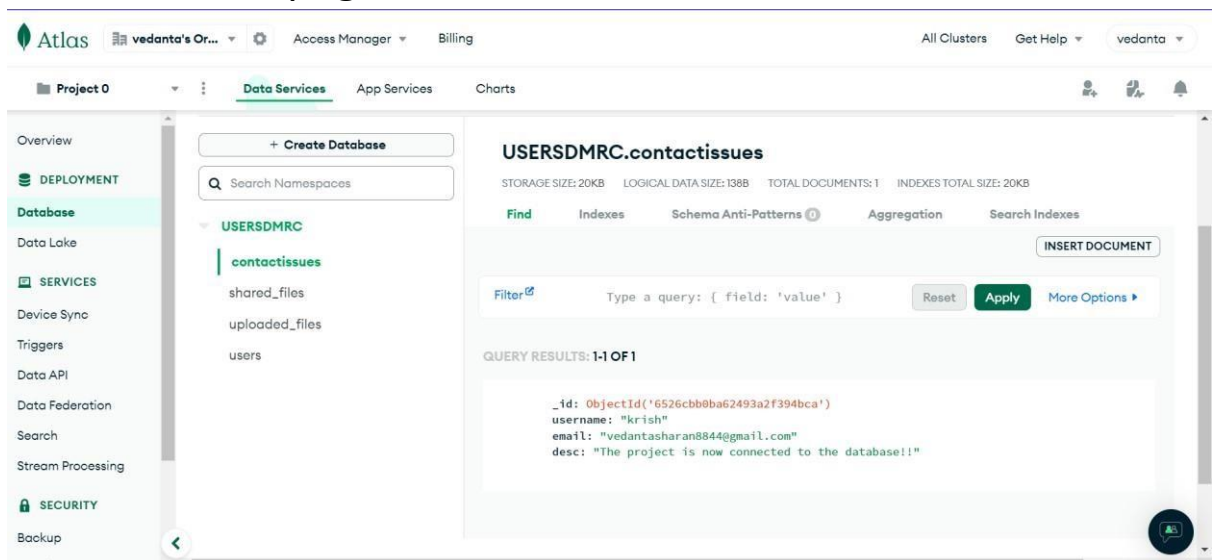 Atlas vedanta's Or... Access Manager Billing All Clusters Get Help vedanta
Project 0 Data Services App Services Charts
Overview
DEPLOYMENT
Database
Data Lake
SERVICES
Device Sync
Triggers
Data API
Data Federation
Search
Stream Processing
SECURITY
Backup
+ Create Database
Search Namespaces
USERSDMRC
contactissues
shared_files
uploaded_files
users
USERSDMRC.contactissues
STORAGE SIZE: 20KB LOGICAL DATA SIZE: 138B TOTAL DOCUMENTS: 1 INDEXES TOTAL SIZE: 20KB
Find Indexes Schema Anti-Patterns 0 Aggregation Search Indexes
INSERT DOCUMENT
Filter Type a query: { field: 'value' } Reset Apply More Options
QUERY RESULTS: 1-1 OF 1
_id: ObjectId('6526cbb0ba62493a2f394bca')
username: "krish"
email: "vedantasharan8844@gmail.com"
desc: "The project is now connected to the database!!"